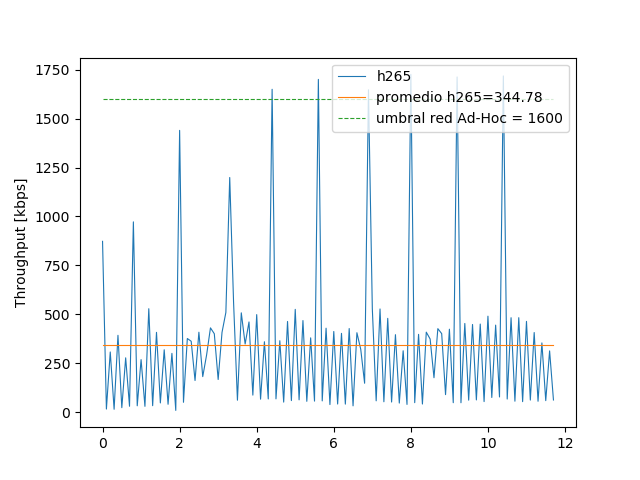 1750
1500
1250
1000
750
500
250
0
Throughput [kbps]
h265
promedio h265=344.78
umbral red Ad-Hoc = 1600
0 2 4 6 8 10 12